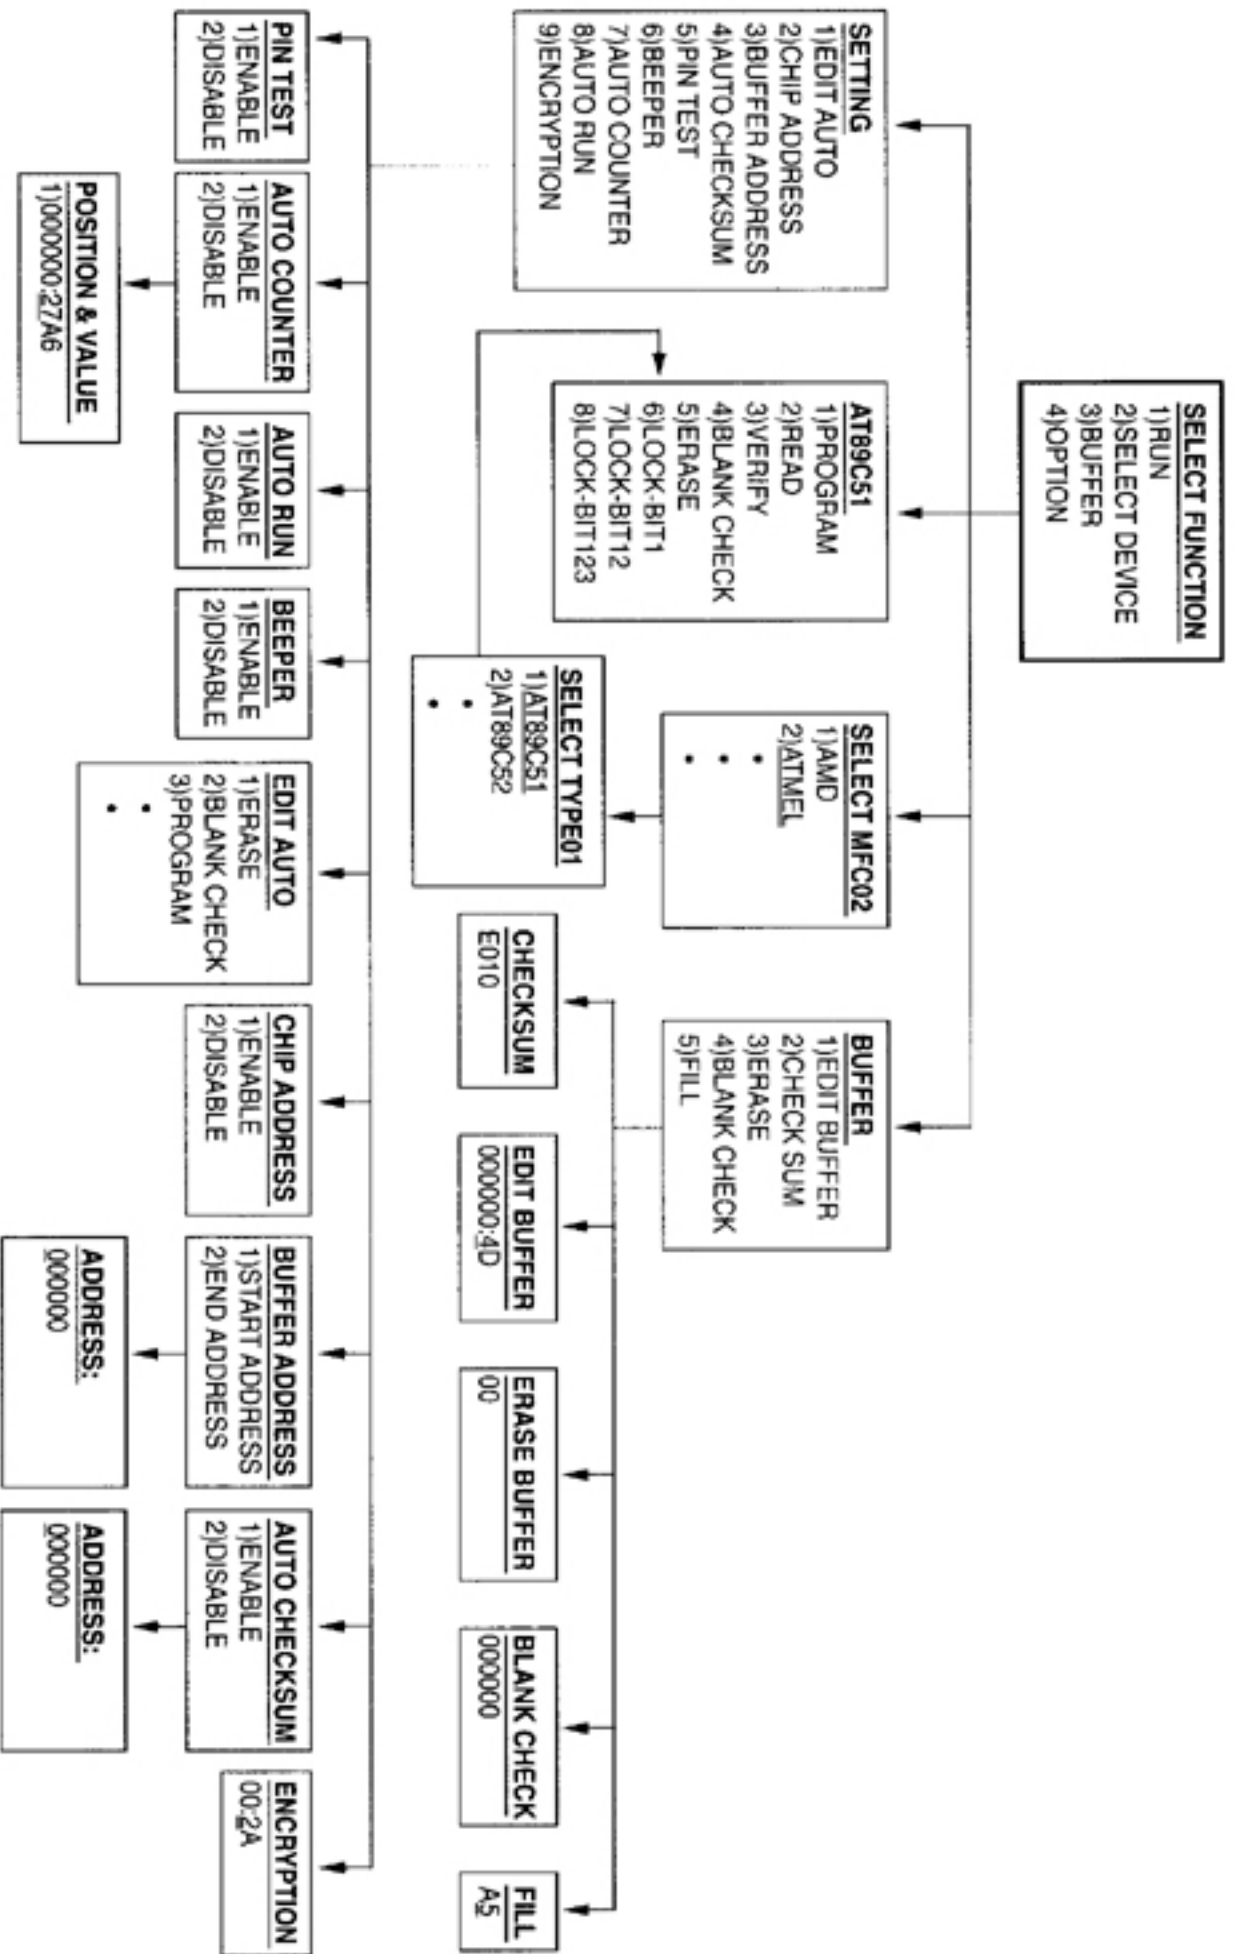 SELECT FUNCTION
1)RUN
2)SELECT DEVICE
3)BUFFER
4)OPTION
SETTING
1)EDIT AUTO
2)CHIP ADDRESS
3)BUFFER ADDRESS
4)AUTO CHECKSUM
5)PIN TEST
6)BEEPER
7)AUTO COUNTER
8)AUTO RUN
9)ENCRYPTION
AT89C51
1)PROGRAM
2)READ
3)VERIFY
4)BLANK CHECK
5)ERASE
6)LOCK-BIT1
7)LOCK-BIT12
8)LOCK-BIT123
SELECT MFC02
1)AMD
2)ATMEL
SELECT TYPE01
1)AT89C51
2)AT89C52
BUFFER
1)EDIT BUFFER
2)CHECK SUM
3)ERASE
4)BLANK CHECK
5)FILL
CHECKSUM
E010
EDIT BUFFER
000000:4D
ERASE BUFFER
00
BLANK CHECK
000000
FILL
A5
PIN TEST
1)ENABLE
2)DISABLE
AUTO COUNTER
1)ENABLE
2)DISABLE
POSITION & VALUE
1)000000:27A6
AUTO RUN
1)ENABLE
2)DISABLE
BEEPER
1)ENABLE
2)DISABLE
EDIT AUTO
1)ERASE
2)BLANK CHECK
3)PROGRAM
CHIP ADDRESS
1)ENABLE
2)DISABLE
BUFFER ADDRESS
1)START ADDRESS
2)END ADDRESS
ADDRESS:
000000
AUTO CHECKSUM
1)ENABLE
2)DISABLE
ADDRESS:
000000
ENCRYPTION
00:2A